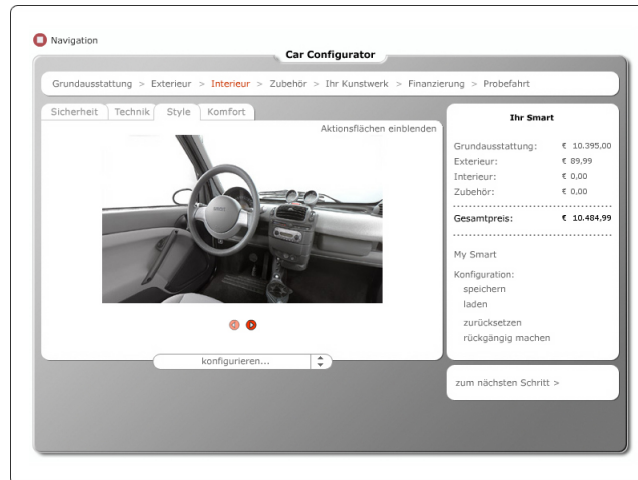 Navigation
Car Configurator
Grundausstattung > Exterieur > Interieur > Zubehör > Ihr Kunstwerk > Finanzierung > Probefahrt
Sicherheit Technik Style Komfort
Aktionsflächen einblenden
konfigurieren...
Ihr Smart
Grundausstattung: € 10.395,00
Exterieur: € 89,99
Interieur: € 0,00
Zubehör: € 0,00
Gesamtpreis: € 10.484,99
My Smart
Konfiguration:
speichern
laden
zurücksetzen
rückgängig machen
zum nächsten Schritt >